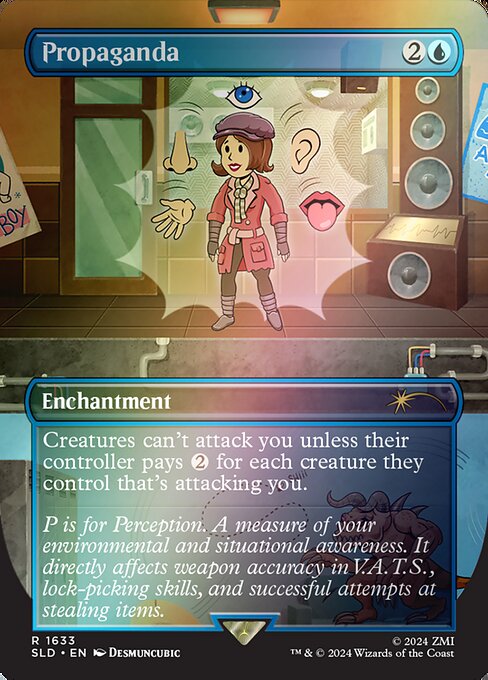 Propaganda 2
BOY
A
Enchantment
Creatures can't attack you unless their
controller pays 2 for each creature they
control that's attacking you.
P is for Perception. A measure of your
environmental and situational awareness. It
directly affects weapon accuracy in V.A.T.S.,
lock-picking skills, and successful attempts at
stealing items.
R 1633
SLD • EN Desmuncubic
© 2024 ZMI
™ & © 2024 Wizards of the Coast